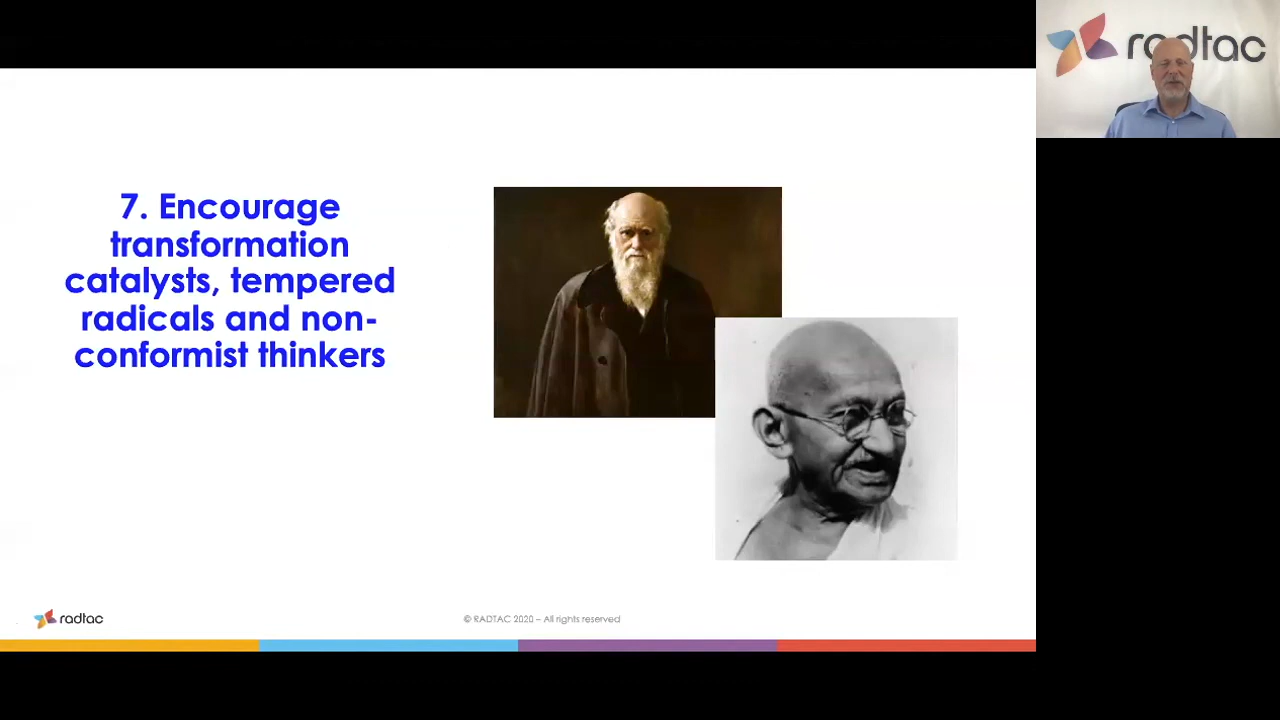 radtac
7. Encourage
transformation
catalysts, tempered
radicals and non-
conformist thinkers
radtac
© RADTAC 2020 – All rights reserved